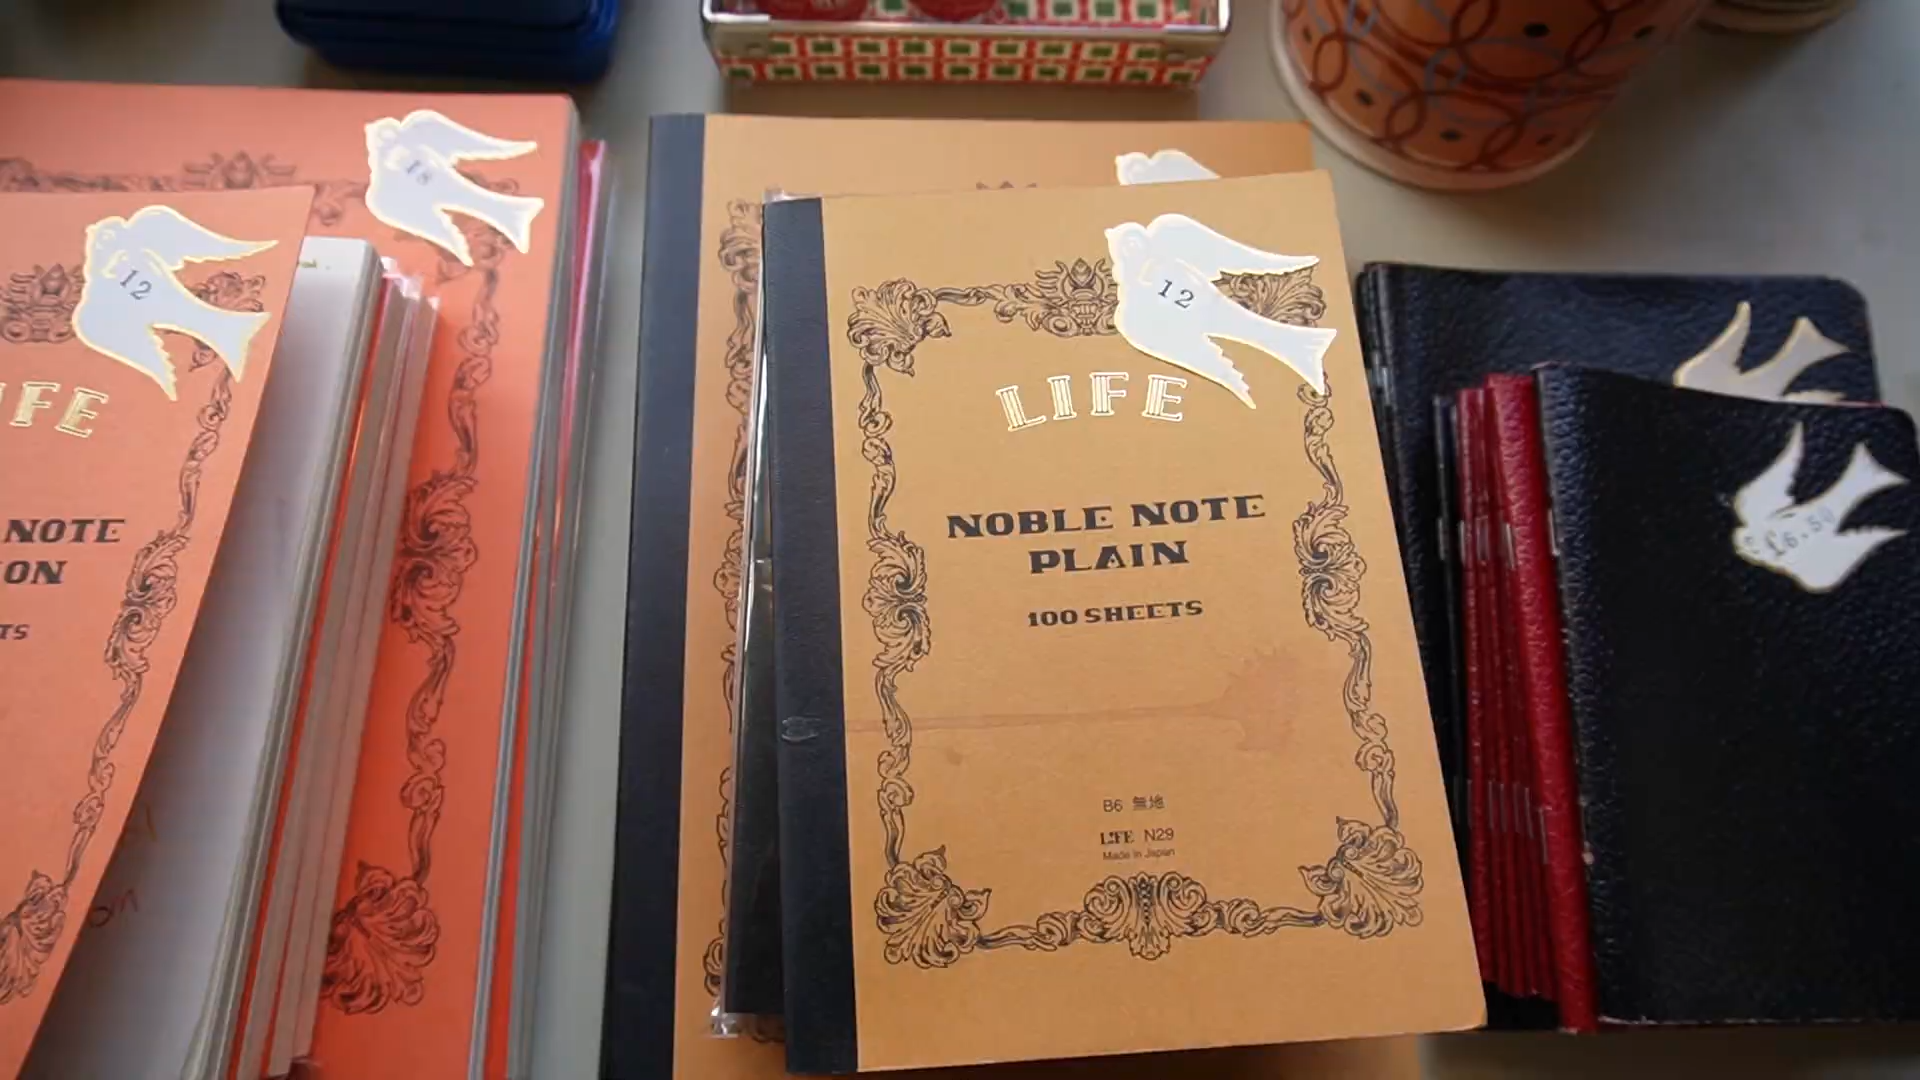 18
12
IFE
NOTE
ION
TS
12
LIFE
NOBLE NOTE
PLAIN
100 SHEETS
B6 無地
LIFE N29
Made in Japan
£6.50